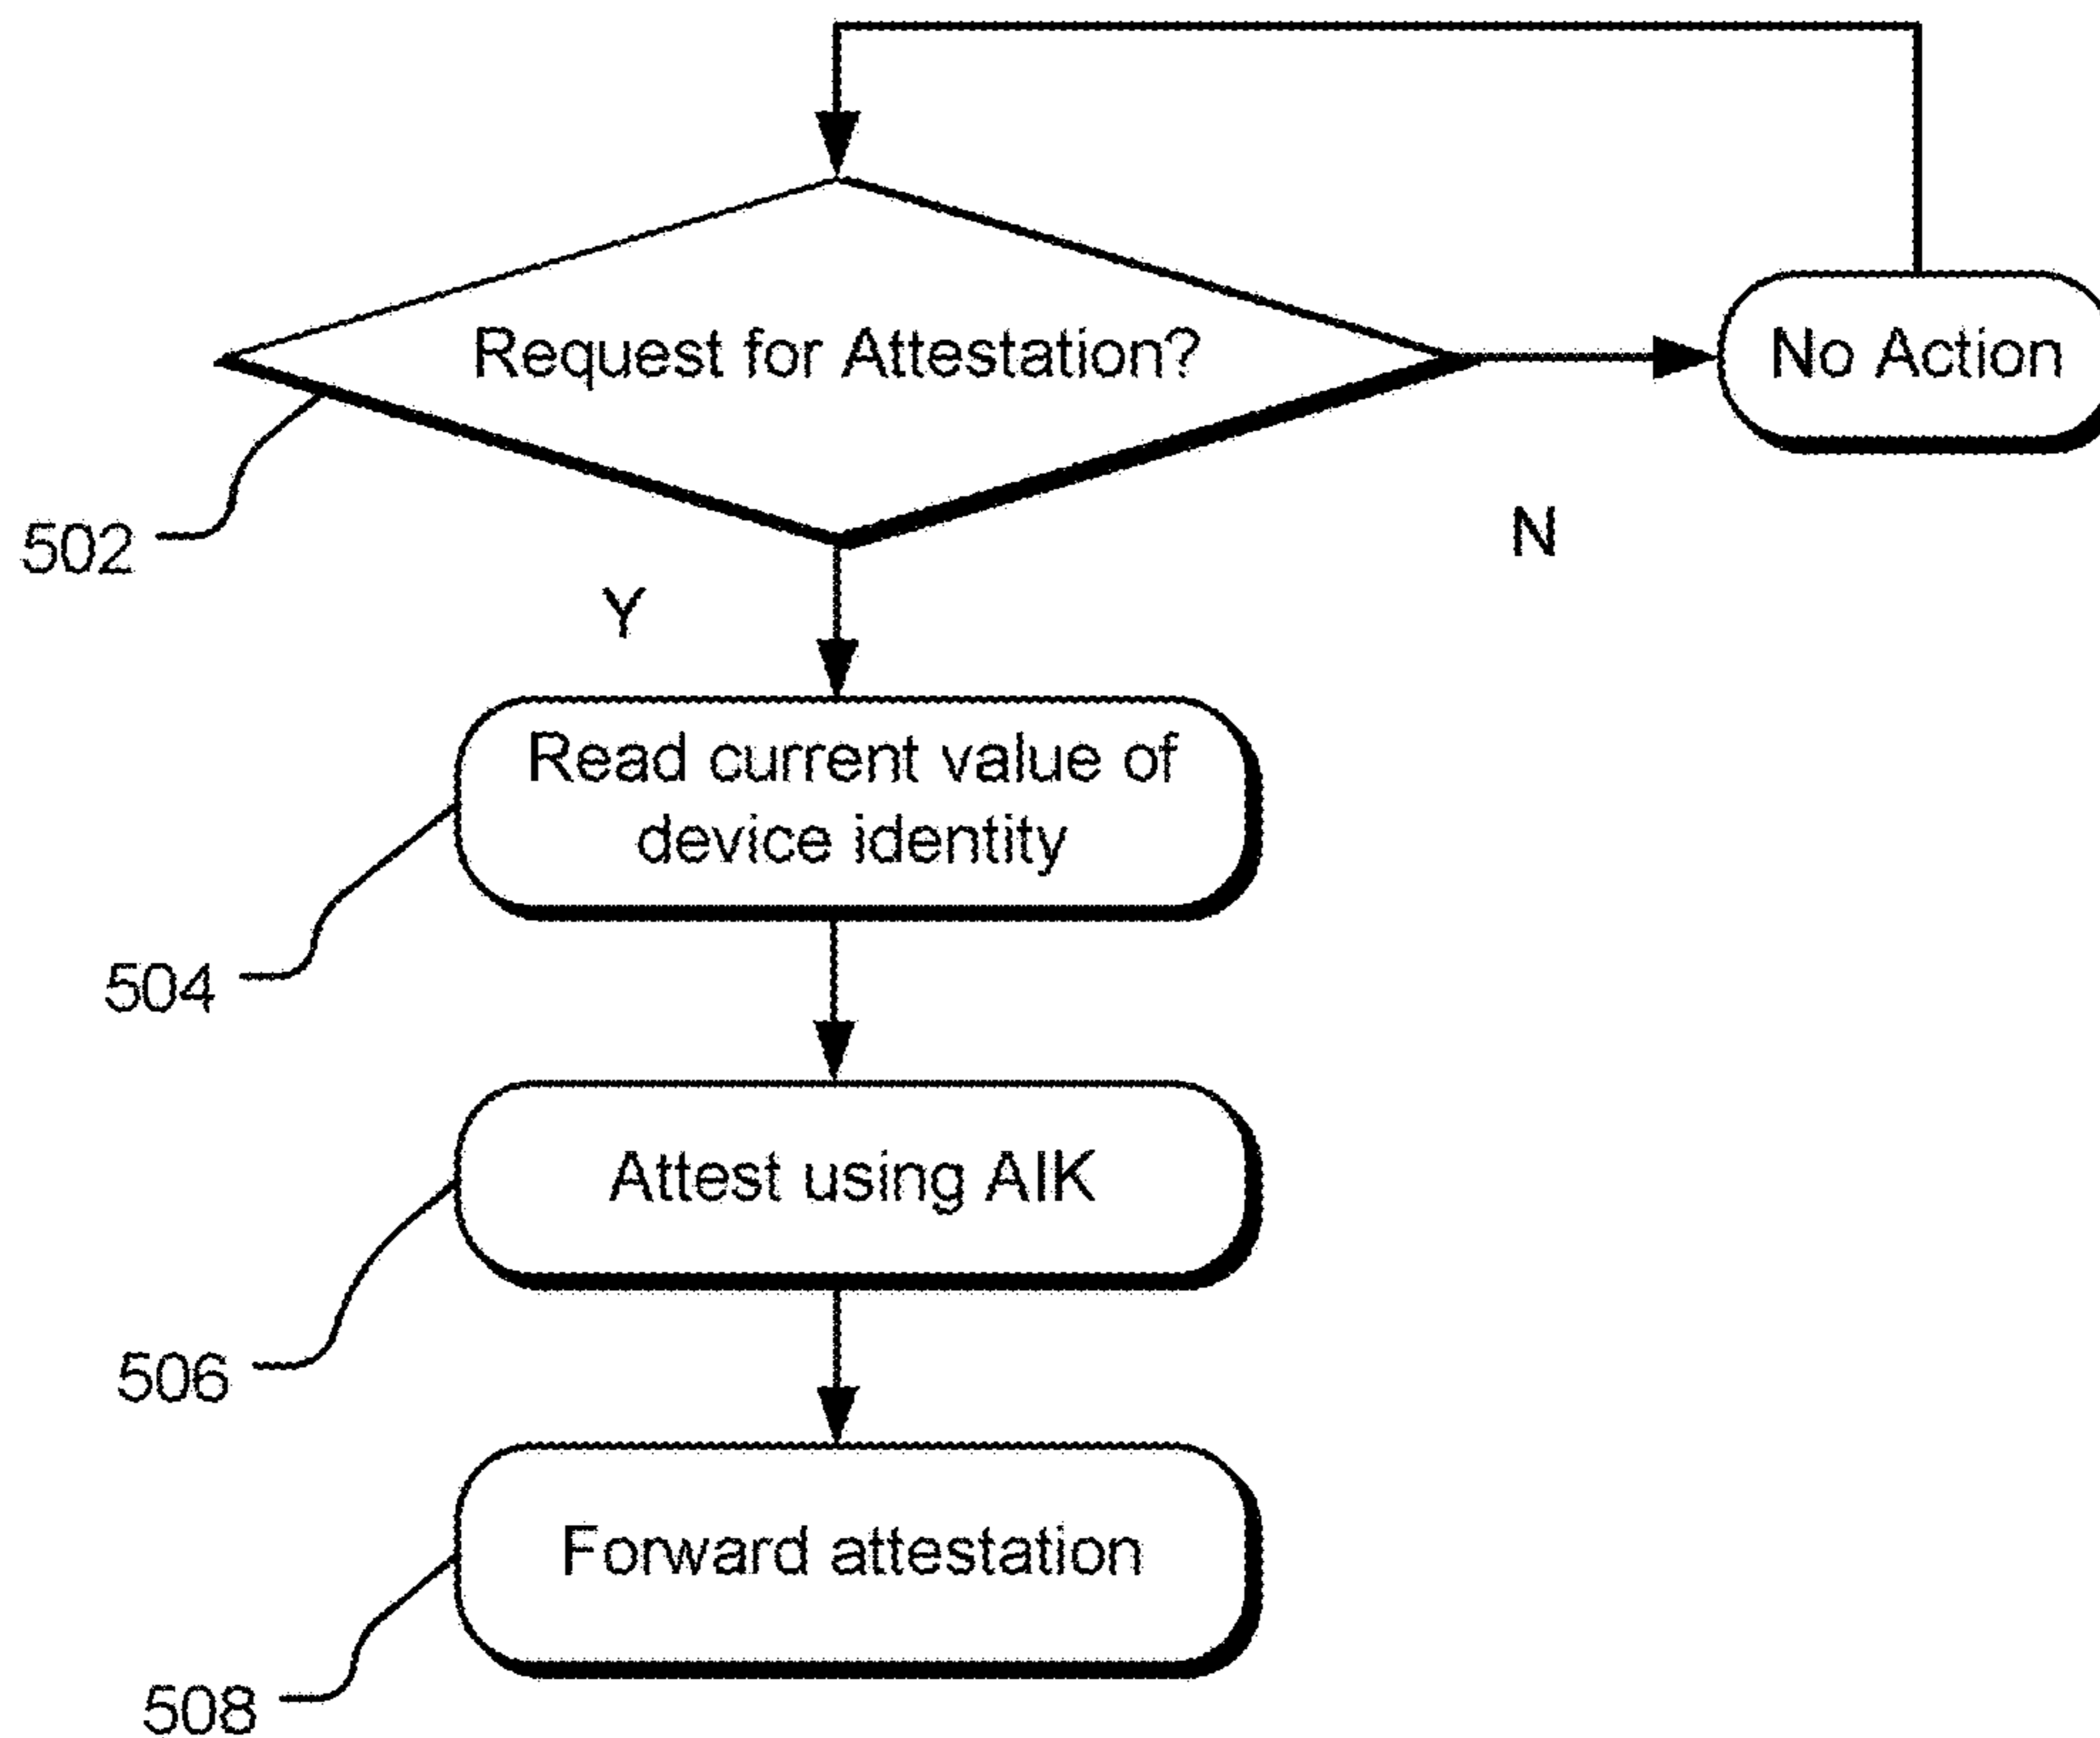 Request for Attestation?
No Action
502
N
Y
Read current value of
device identity
504
Attest using AIK
506
Forward attestation
508